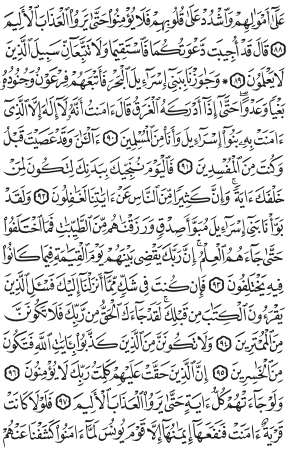 عَلَىٰٓ أَمۡوَٰلِهِمۡ وَٱشۡدُدۡ عَلَىٰ قُلُوبِهِمۡ فَلَا يُؤۡمِنُواْ حَتَّىٰ يَرَوُاْ ٱلۡعَذَابَ ٱلۡأَلِيمَ
٨٨ قَالَ قَدۡ أُجِيبَت دَّعۡوَتُكُمَا فَٱسۡتَقِيمَا وَلَا تَتَّبِعَآنِّ سَبِيلَ ٱلَّذِينَ
لَا يَعۡلَمُونَ ٨٩ وَجَٰوَزۡنَا بِبَنِيٓ إِسۡرَٰٓءِيلَ ٱلۡبَحۡرَ فَأَتۡبَعَهُمۡ فِرۡعَوۡنُ وَجُنُودُهُۥ
بَغۡيٗا وَعَدۡوًاۖ حَتَّىٰٓ إِذَآ أَدۡرَكَهُ ٱلۡغَرَقُ قَالَ ءَامَنتُ أَنَّهُۥ لَآ إِلَٰهَ إِلَّا ٱلَّذِيٓ
ءَامَنَتۡ بِهِۦ بَنُوٓاْ إِسۡرَٰٓءِيلَ وَأَنَا۠ مِنَ ٱلۡمُسۡلِمِينَ ٩٠ ءَآلۡـَٰٔنَ وَقَدۡ عَصَيۡتَ قَبۡلُ
وَكُنتَ مِنَ ٱلۡمُفۡسِدِينَ ٩١ فَٱلۡيَوۡمَ نُنَجِّيكَ بِبَدَنِكَ لِتَكُونَ لِمَنۡ
خَلۡفَكَ ءَايَةٗۚ وَإِنَّ كَثِيرٗا مِّنَ ٱلنَّاسِ عَنۡ ءَايَٰتِنَا لَغَٰفِلُونَ ٩٢ وَلَقَدۡ
بَوَّأۡنَا بَنِيٓ إِسۡرَٰٓءِيلَ مُبَوَّأَ صِدۡقٖ وَرَزَقۡنَٰهُم مِّنَ ٱلطَّيِّبَٰتِ فَمَا ٱخۡتَلَفُواْ
حَتَّىٰ جَآءَهُمُ ٱلۡعِلۡمُۚ إِنَّ رَبَّكَ يَقۡضِي بَيۡنَهُمۡ يَوۡمَ ٱلۡقِيَٰمَةِ فِيمَا كَانُواْ
فِيهِ يَخۡتَلِفُونَ ٩٣ فَإِن كُنتَ فِي شَكّٖ مِّمَّآ أَنزَلۡنَآ إِلَيۡكَ فَسۡـَٔلِ ٱلَّذِينَ
يَقۡرَءُونَ ٱلۡكِتَٰبَ مِن قَبۡلِكَۚ لَقَدۡ جَآءَكَ ٱلۡحَقُّ مِن رَّبِّكَ فَلَا تَكُونَنَّ
مِنَ ٱلۡمُمۡتَرِينَ ٩٤ وَلَا تَكُونَنَّ مِنَ ٱلَّذِينَ كَذَّبُواْ بِـَٔايَٰتِ ٱللَّهِ فَتَكُونَ
مِنَ ٱلۡخَٰسِرِينَ ٩٥ إِنَّ ٱلَّذِينَ حَقَّتۡ عَلَيۡهِمۡ كَلِمَتُ رَبِّكَ لَا يُؤۡمِنُونَ ٩٦
وَلَوۡ جَآءَتۡهُمۡ كُلُّ ءَايَةٍ حَتَّىٰ يَرَوُاْ ٱلۡعَذَابَ ٱلۡأَلِيمَ ٩٧ فَلَوۡلَا كَانَتۡ
قَرۡيَةٌ ءَامَنَتۡ فَنَفَعَهَآ إِيمَٰنُهَآ إِلَّا قَوۡمَ يُونُسَ لَمَّآ ءَامَنُواْ كَشَفۡنَا عَنۡهُمۡ